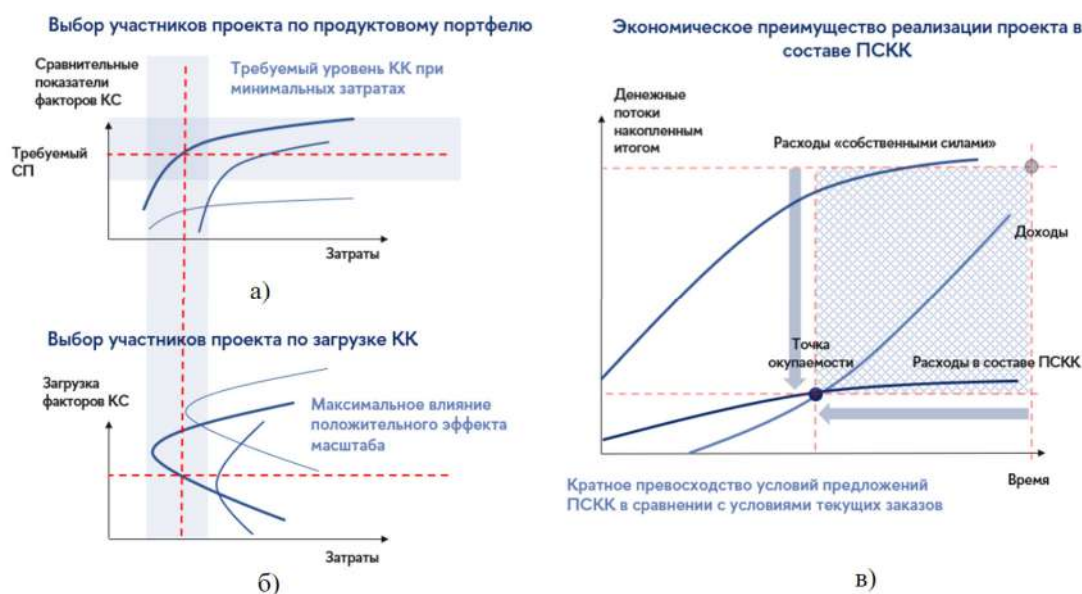 Выбор участников проекта по продуктовому портфелю
Сравнительные
показатели
факторов КС
Требуемый уровень КК при
минимальных затратах
Требуемый
СП
Затраты
а)
Выбор участников проекта по загрузке КК
Загрузка
факторов КС
Максимальное влияние
положительного эффекта
масштаба
Затраты
б)
Экономическое преимущество реализации проекта в
составе ПСКК
Денежные
потоки
накопленным
итогом
Расходы «собственными силами»
Доходы
Точка
окупаемости
Расходы в составе ПСКК
Время
Кратное превосходство условий предложений
ПСКК в сравнении с условиями текущих заказов
в)